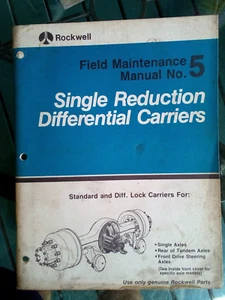 Rockwell
Field Maintenance
Manual No. 5
Single Reduction
Differential Carriers
Standard and Diff. Lock Carriers For:
• Single Axles
• Rear of Tandem Axles
• Front Drive Steering
Axles
(See inside front cover for
specific axle models)
Use only genuine Rockwell Parts